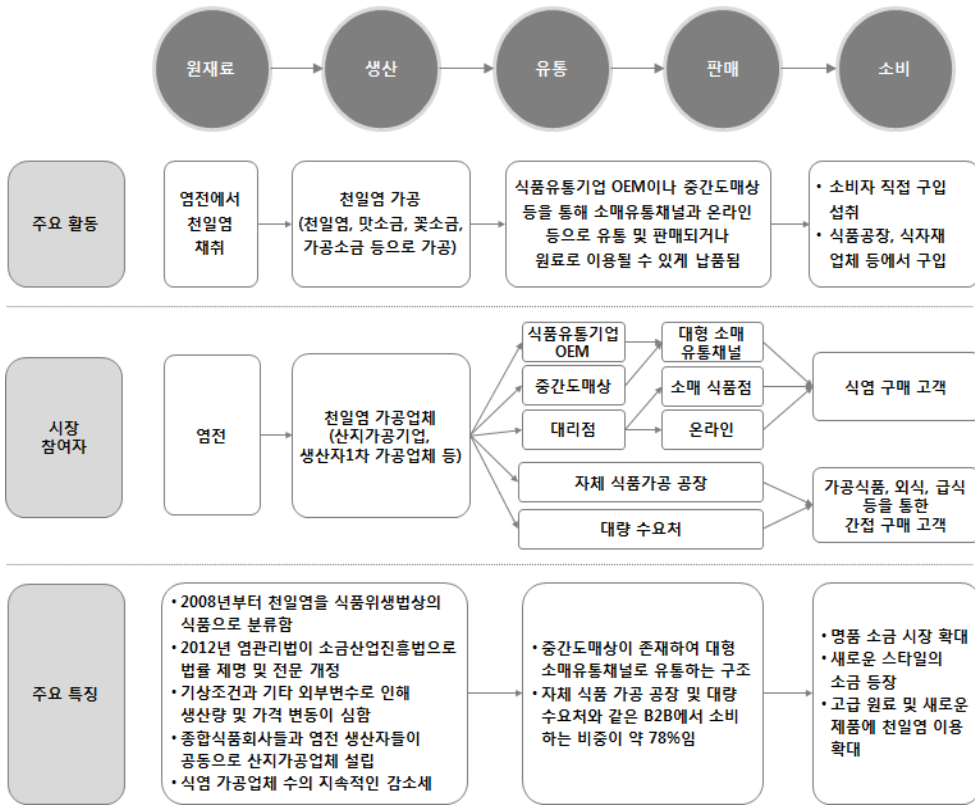 원재료
생산
유통
판매
소비
주요 활동
염전에서
천일염
채취
천일염 가공
(천일염, 맛소금, 꽃소금,
가공소금 등으로 가공)
식품유통기업 OEM이나 중간도매상
등을 통해 소매유통채널과 온라인
등으로 유통 및 판매되거나
원료로 이용될 수 있게 납품됨
• 소비자 직접 구입
섭취
• 식품공장, 식자재
업체 등에서 구입
시장
참여자
염전
천일염 가공업체
(산지가공기업,
생산자1차 가공업체 등)
식품유통기업
OEM
중간도매상
대리점
대형 소매
유통채널
소매 식품점
온라인
자체 식품가공 공장
대량 수요처
식염 구매 고객
가공식품, 외식, 급식
등을 통한
간접 구매 고객
주요 특징
• 2008년부터 천일염을 식품위생법상의
식품으로 분류함
• 2012년 염관리법이 소금산업진흥법으로
법률 제명 및 전문 개정
• 기상조건과 기타 외부변수로 인해
생산량 및 가격 변동이 심함
• 종합식품회사들과 염전 생산자들이
공동으로 산지가공업체 설립
• 식염 가공업체 수의 지속적인 감소세
• 중간도매상이 존재하여 대형
소매유통채널로 유통하는 구조
• 자체 식품 가공 공장 및 대량
수요처와 같은 B2B에서 소비
하는 비중이 약 78%임
• 명품 소금 시장 확대
• 새로운 스타일의
소금 등장
• 고급 원료 및 새로운
제품에 천일염 이용
확대